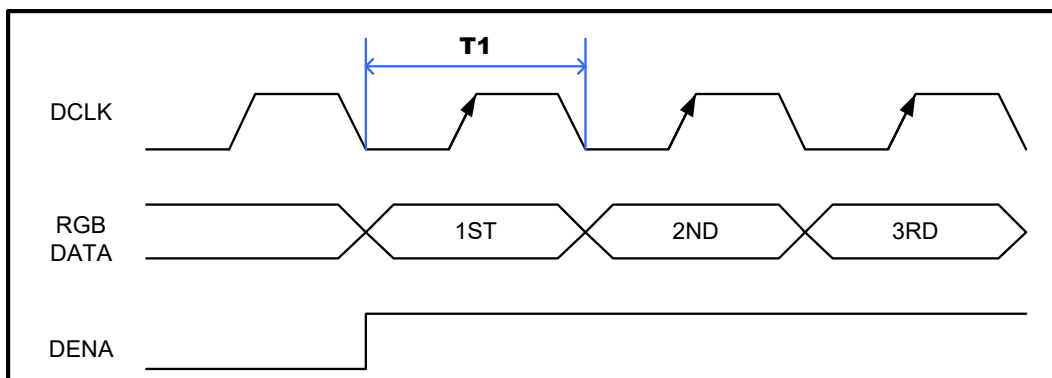 T1
DCLK
RGB
DATA
1ST
2ND
3RD
DENA